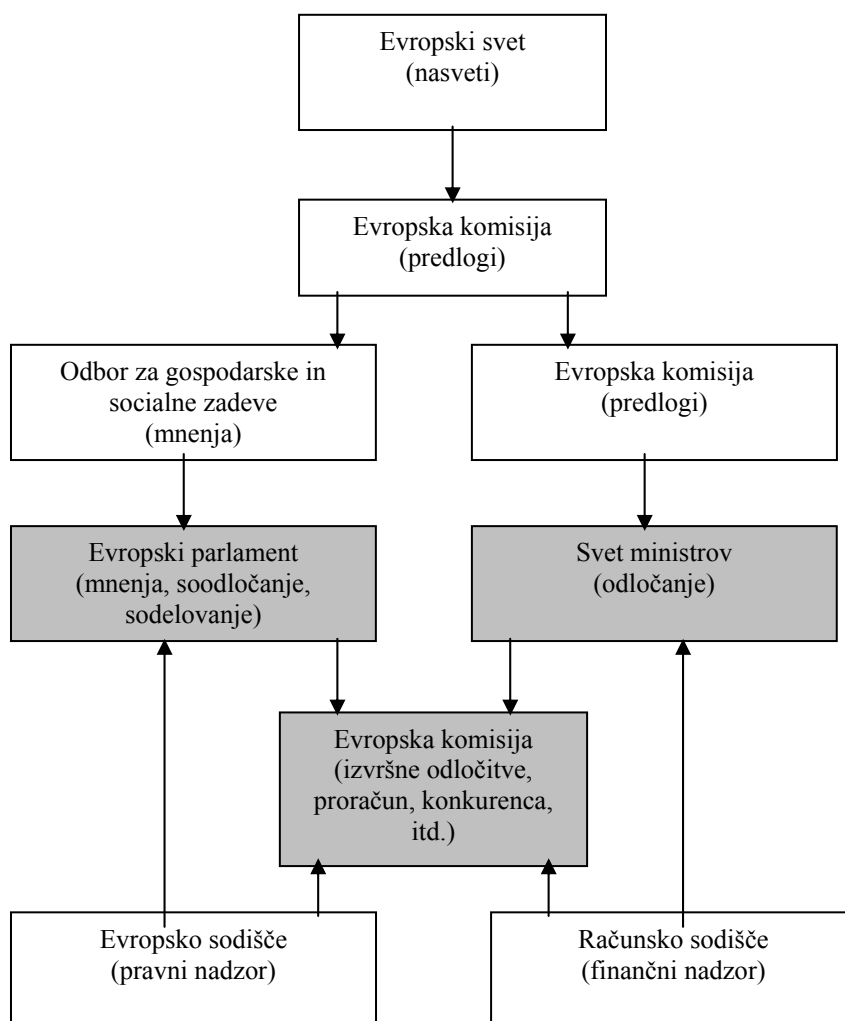 Evropski svet
(nasveti)
Evropska komisija
(predlogi)
Odbor za gospodarske in
socialne zadeve
(mnenja)
Evropska komisija
(predlogi)
Evropski parlament
(mnenja, soodločanje,
sodelovanje)
Svet ministrov
(odločanje)
Evropska komisija
(izvršne odločitve,
proračun, konkurenca,
itd.)
Evropsko sodišče
(pravni nadzor)
Računsko sodišče
(finančni nadzor)